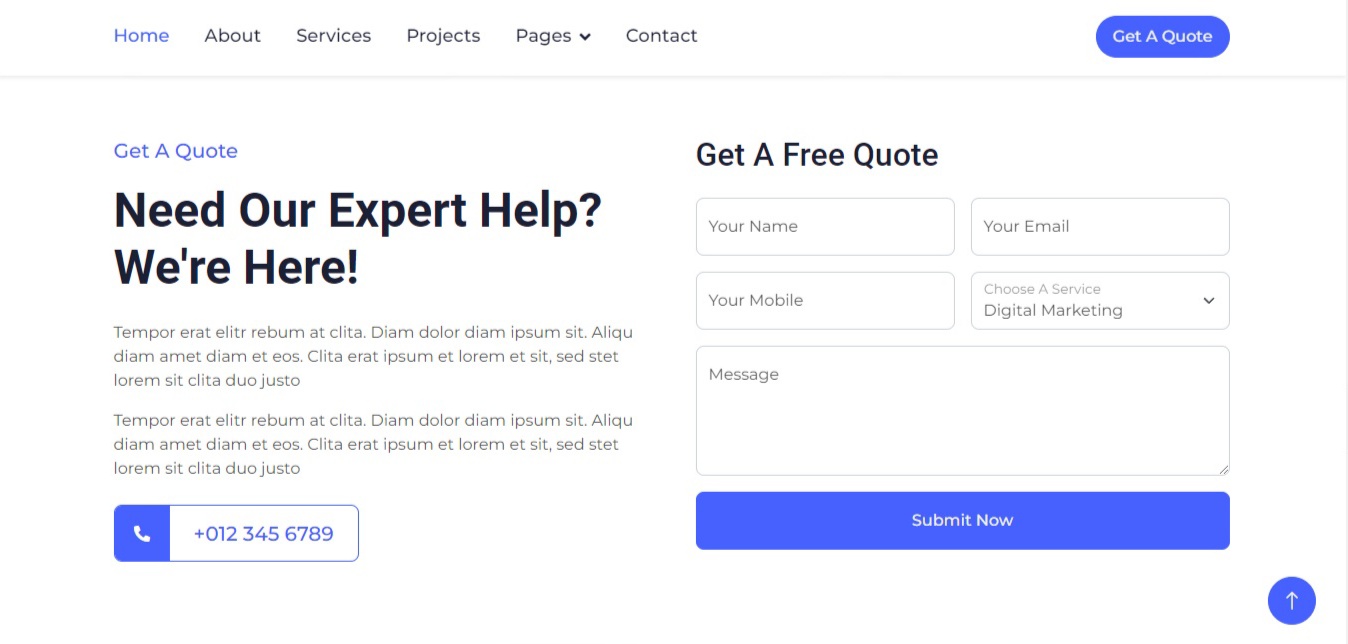 Home About Services Projects Pages Contact Get A Quote
Get A Quote
Need Our Expert Help?
We're Here!
Tempor erat elitr rebum at clita. Diam dolor diam ipsum sit. Aliqu
diam amet diam et eos. Clita erat ipsum et lorem et sit, sed stet
lorem sit clita duo justo
Tempor erat elitr rebum at clita. Diam dolor diam ipsum sit. Aliqu
diam amet diam et eos. Clita erat ipsum et lorem et sit, sed stet
lorem sit clita duo justo
+012 345 6789
Get A Free Quote
Your Name
Your Email
Your Mobile
Choose A Service
Digital Marketing
Message
Submit Now